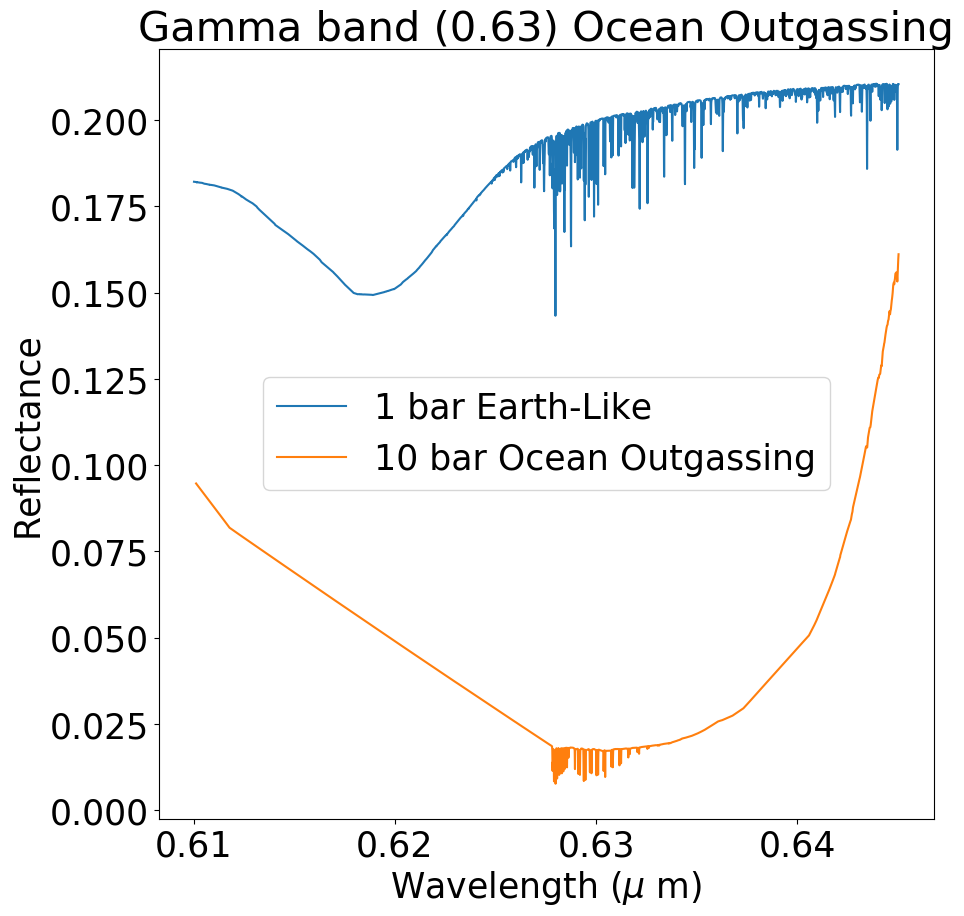 Gamma band (0.63) Ocean Outgassing
0.200
0.175
0.150
0.125
0.100
0.075
0.050
0.025
0.000
Reflectance
1 bar Earth-Like
10 bar Ocean Outgassing
0.61 0.62 0.63 0.64
Wavelength (μ m)